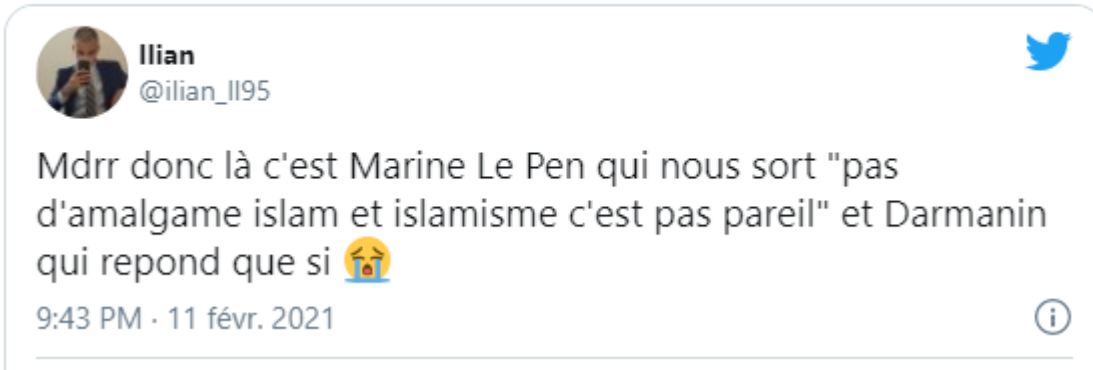 Ilian
@ilian_ll95
Mdrr donc là c'est Marine Le Pen qui nous sort "pas
d'amalgame islam et islamisme c'est pas pareil" et Darmanin
qui repond que si 😭
9:43 PM · 11 févr. 2021